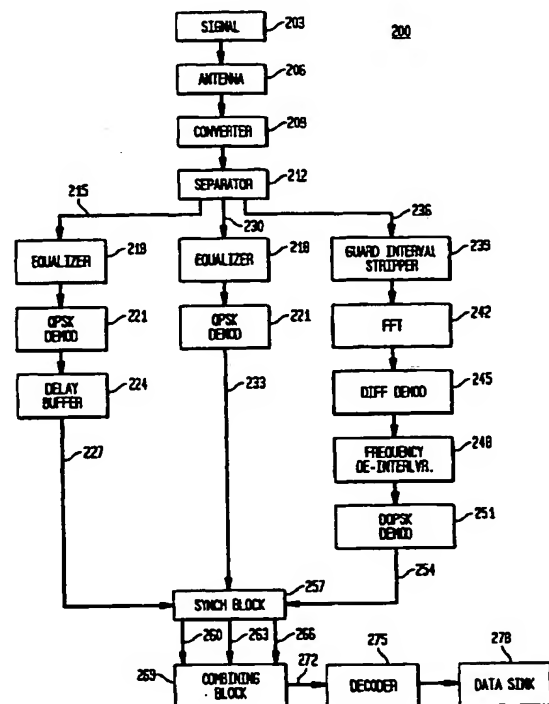 SIGNAL 203
200
ANTENNA 206
CONVERTER 209
SEPARATOR 212
215 230 236
EQUALIZER 218
EQUALIZER 218
GUARD INTERVAL STRIPPER 239
QPSK DEMOD 221
QPSK DEMOD 221
FFT 242
DELAY BUFFER 224
233
DIFF DEMOD 245
227
FREQUENCY DE-INTERLVR. 248
DQPSK DEMOD 251
254
SYNCH BLOCK 257
260 263 266
269 COMBINING BLOCK
272
DECODER 275
DATA SINK 278